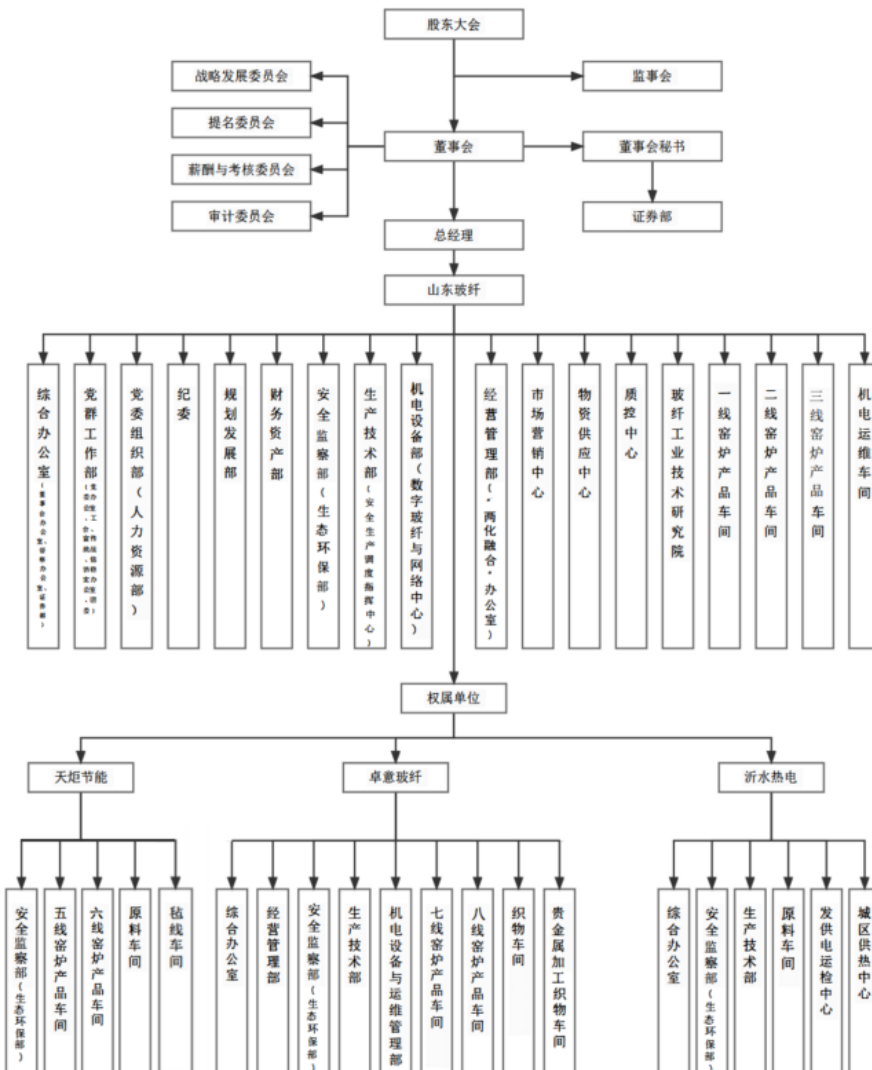 股东大会
战略发展委员会
监事会
提名委员会
董事会
董事会秘书
薪酬与考核委员会
审计委员会
证券部
总经理
山东玻纤
综合办公室(董事会办公室、证券部)
党群工作部
党委组织部(人力资源部)
纪委
规划发展部
财务资产部
安全监察部(生态环保部)
生产技术部(安全生产调度指挥中心)
机电设备部(数字玻纤与网络中心)
经营管理部("两化融合"办公室)
市场营销中心
物资供应中心
质控中心
玻纤工业技术研究院
一线窑炉产品车间
二线窑炉产品车间
三线窑炉产品车间
机电运维车间
权属单位
天炬节能
卓意玻纤
沂水热电
安全监察部(生态环保部)
五线窑炉产品车间
六线窑炉产品车间
原料车间
毡线车间
综合办公室
经营管理部
安全监察部(生态环保部)
生产技术部
机电设备与运维管理部
七线窑炉产品车间
八线窑炉产品车间
织物车间
贵金属加工织物车间
综合办公室
安全监察部(生态环保部)
生产技术部
原料车间
发供电运检中心
城区供热中心